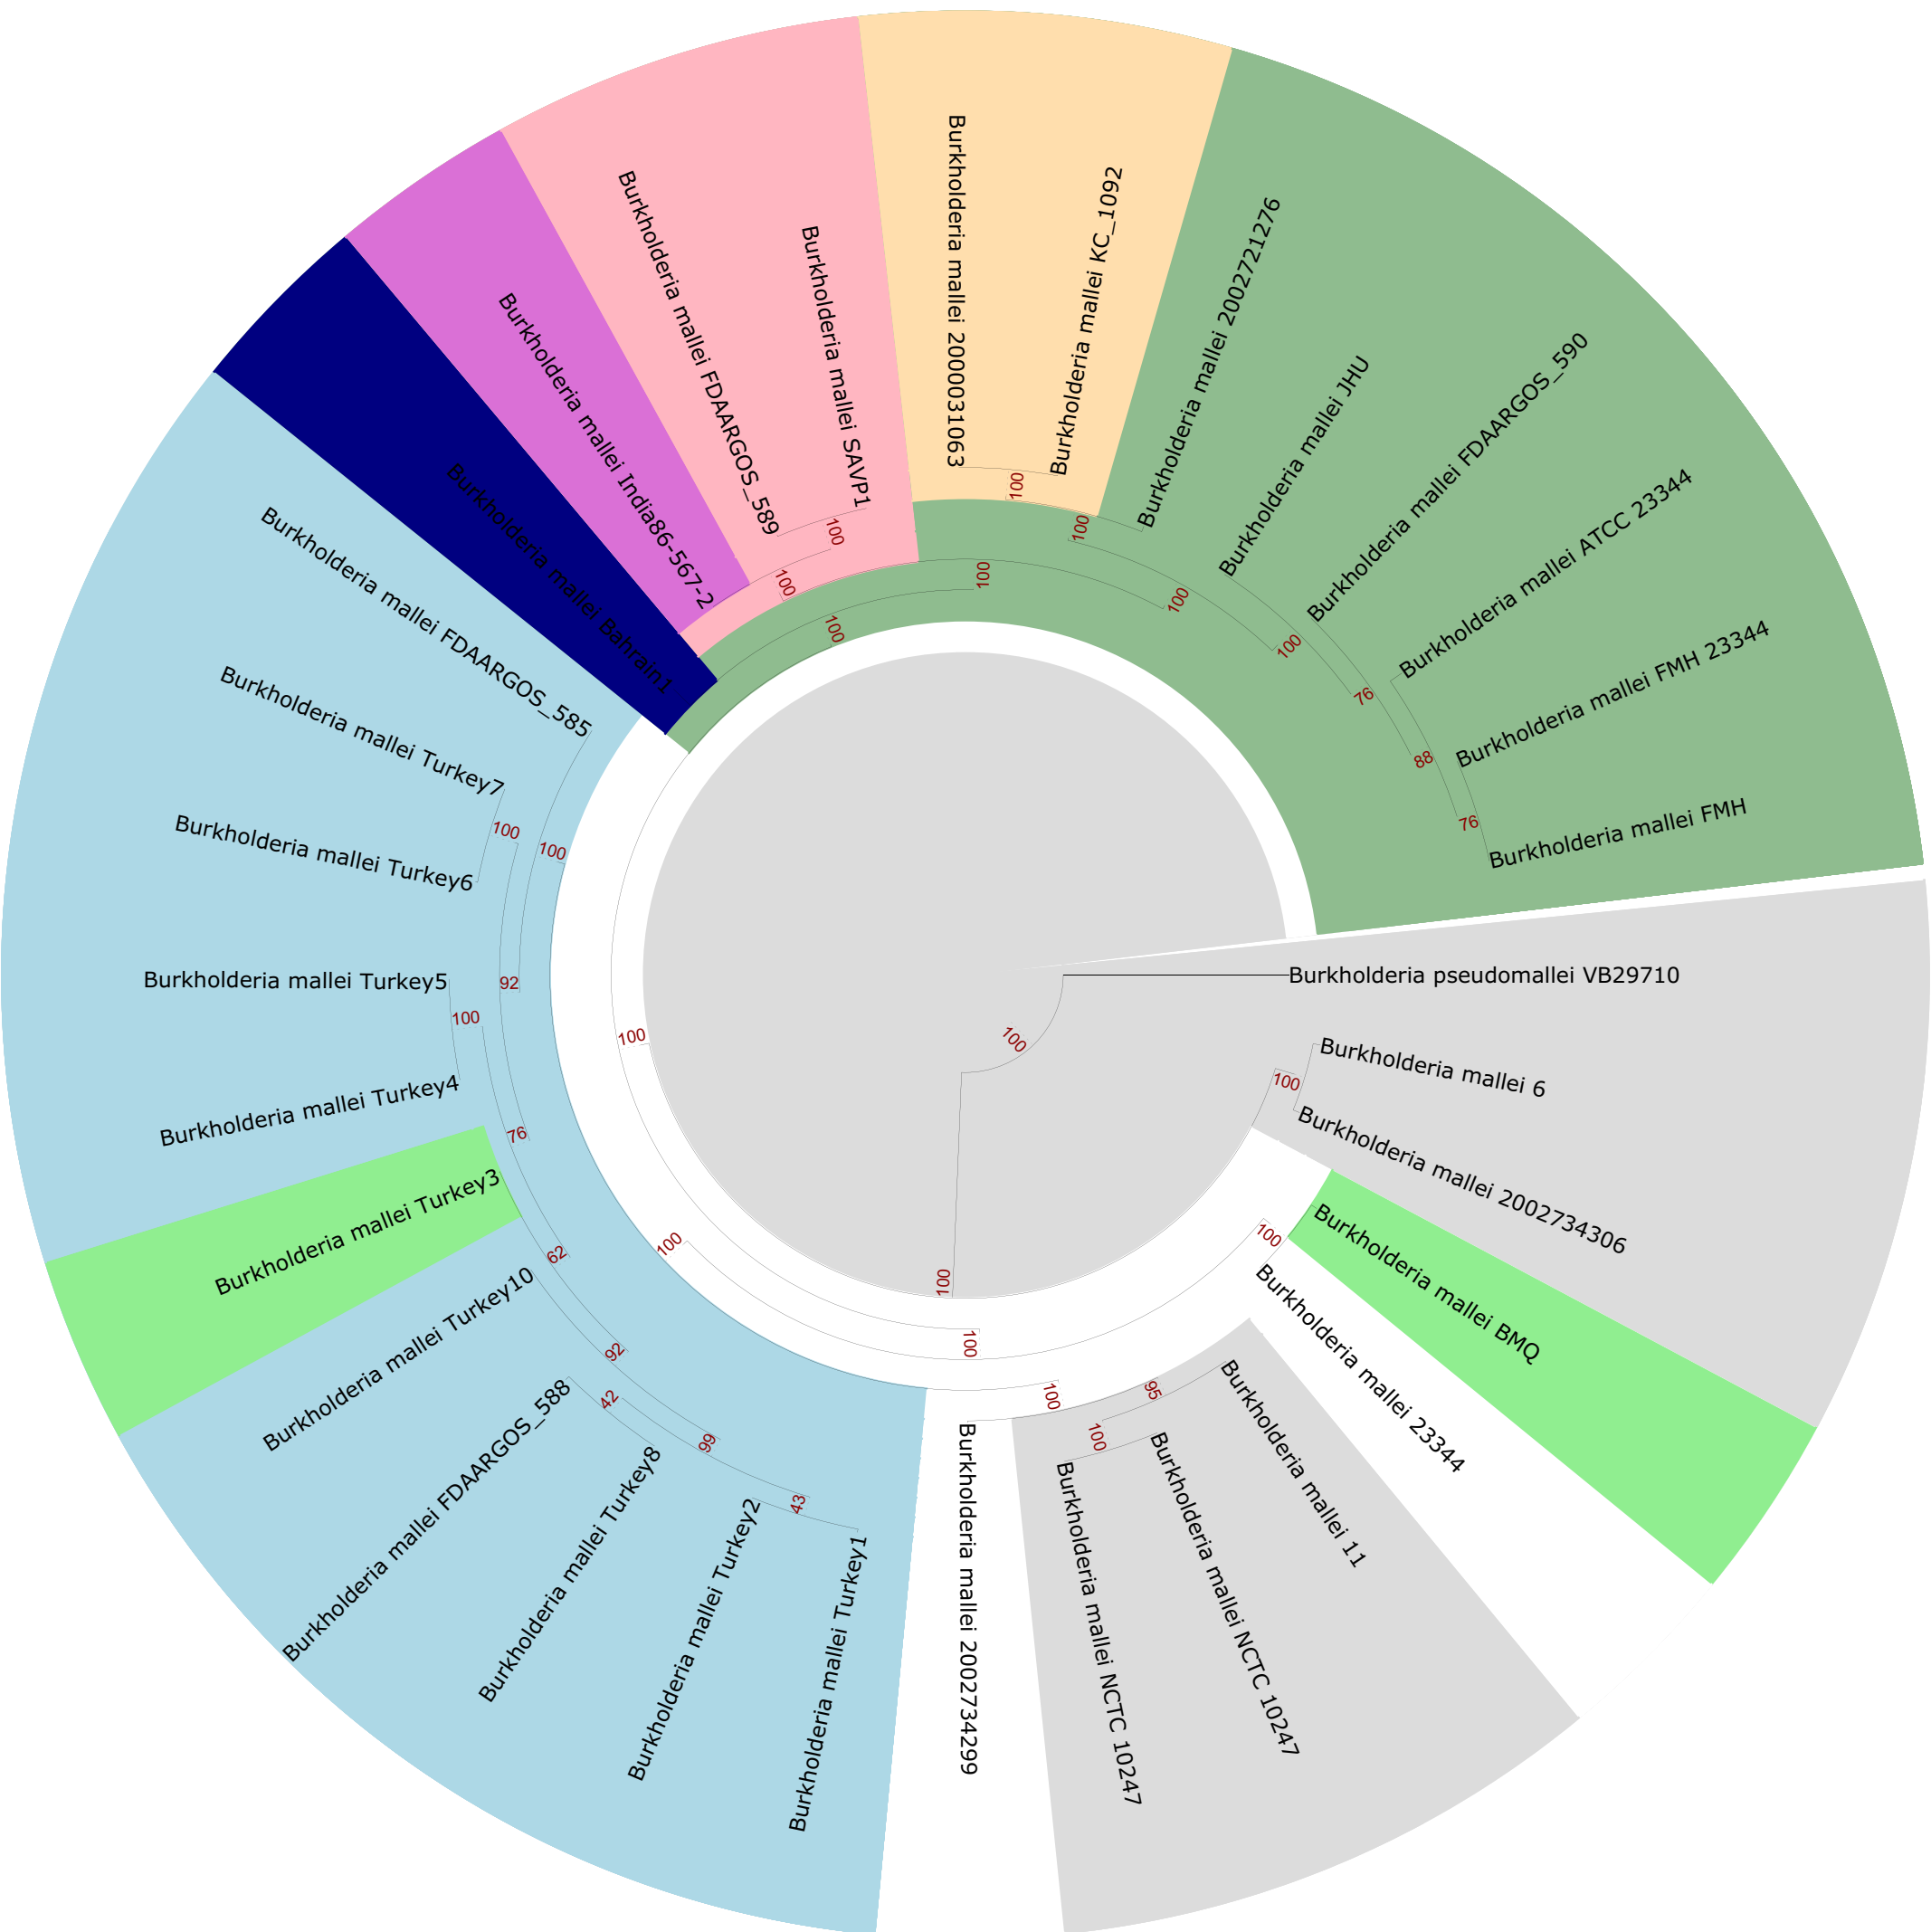 Burkholderia mallei 2000031063
Burkholderia mallei KC_1092
Burkholderia mallei 2002721276
Burkholderia mallei JHU
Burkholderia mallei FDAARGOS_590
Burkholderia mallei ATCC 23344
Burkholderia mallei FMH 23344
Burkholderia mallei FMH
Burkholderia pseudomallei VB29710
Burkholderia mallei 6
Burkholderia mallei 2002734306
Burkholderia mallei BMQ
Burkholderia mallei 23344
Burkholderia mallei 11
Burkholderia mallei NCTC 10247
Burkholderia mallei NCTC 10247
Burkholderia mallei 2002734299
Burkholderia mallei Turkey1
Burkholderia mallei Turkey2
Burkholderia mallei Turkey8
Burkholderia mallei FDAARGOS_588
Burkholderia mallei Turkey10
Burkholderia mallei Turkey3
Burkholderia mallei Turkey4
Burkholderia mallei Turkey5
Burkholderia mallei Turkey6
Burkholderia mallei Turkey7
Burkholderia mallei FDAARGOS_585
Burkholderia mallei Bahrain1
Burkholderia mallei India86-567-2
Burkholderia mallei FDAARGOS_589
Burkholderia mallei SAVP1
100
100
100
100
100
100
76
88
76
100
100
100
95
100
100
100
100
100
43
99
42
92
62
76
100
92
100
100
100
100
100
100